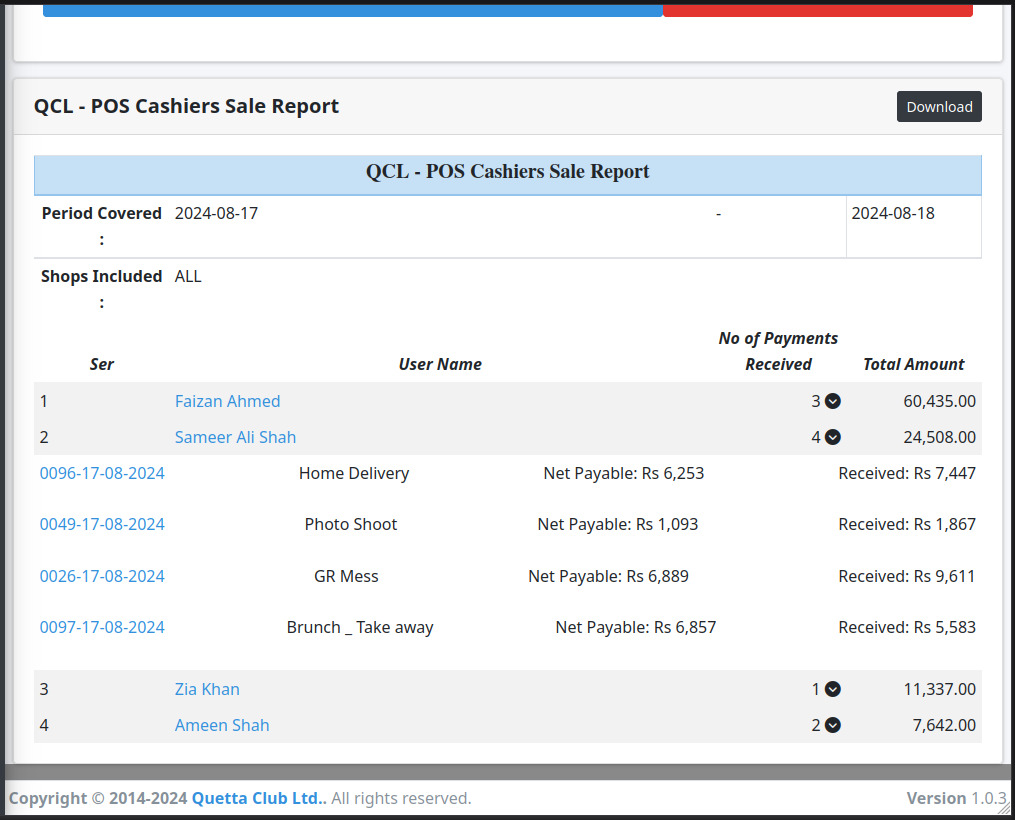 QCL - POS Cashiers Sale Report
Download
QCL - POS Cashiers Sale Report
Period Covered : 2024-08-17 - 2024-08-18
Shops Included : ALL
Ser User Name No of Payments Received Total Amount
1 Faizan Ahmed 3 60,435.00
2 Sameer Ali Shah 4 24,508.00
0096-17-08-2024 Home Delivery Net Payable: Rs 6,253 Received: Rs 7,447
0049-17-08-2024 Photo Shoot Net Payable: Rs 1,093 Received: Rs 1,867
0026-17-08-2024 GR Mess Net Payable: Rs 6,889 Received: Rs 9,611
0097-17-08-2024 Brunch _ Take away Net Payable: Rs 6,857 Received: Rs 5,583
3 Zia Khan 1 11,337.00
4 Ameen Shah 2 7,642.00
Copyright © 2014-2024 Quetta Club Ltd.. All rights reserved. Version 1.0.3